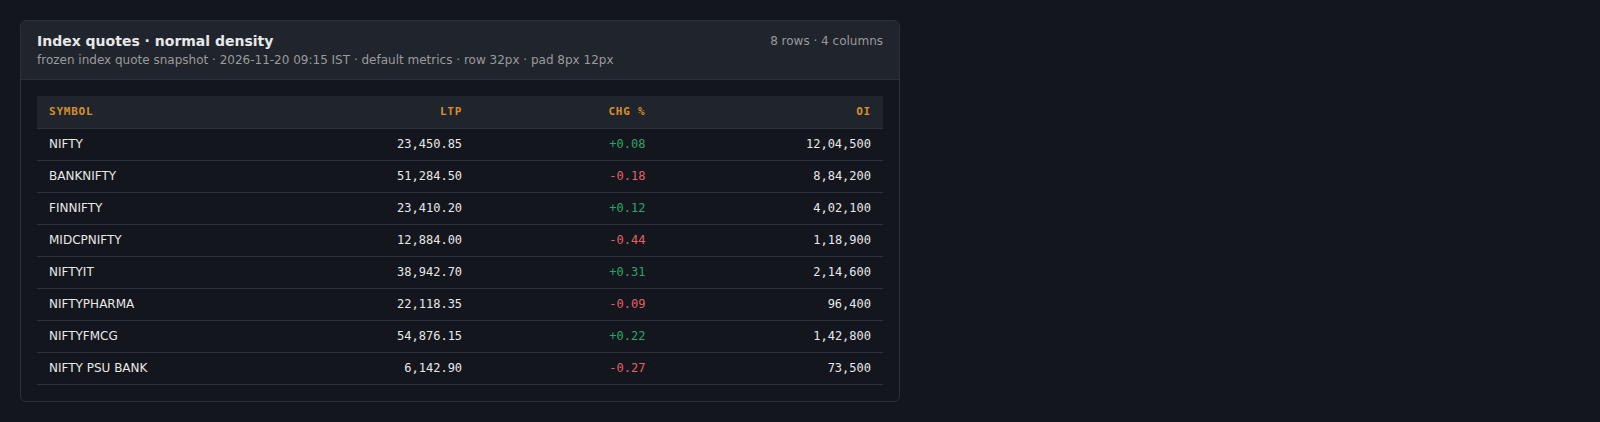 Index quotes · normal density
8 rows · 4 columns
frozen index quote snapshot · 2026-11-20 09:15 IST · default metrics · row 32px · pad 8px 12px
SYMBOL LTP CHG % OI
NIFTY 23,450.85 +0.08 12,04,500
BANKNIFTY 51,284.50 -0.18 8,84,200
FINNIFTY 23,410.20 +0.12 4,02,100
MIDCPNIFTY 12,884.00 -0.44 1,18,900
NIFTYIT 38,942.70 +0.31 2,14,600
NIFTYPHARMA 22,118.35 -0.09 96,400
NIFTYFMCG 54,876.15 +0.22 1,42,800
NIFTY PSU BANK 6,142.90 -0.27 73,500